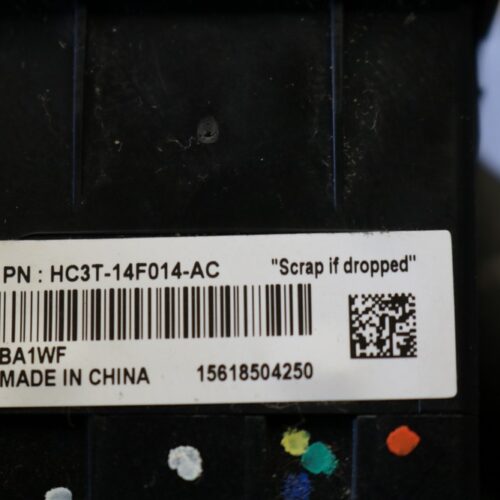 PN : HC3T-14F014-AC "Scrap if dropped"
BA1WF
MADE IN CHINA 15618504250